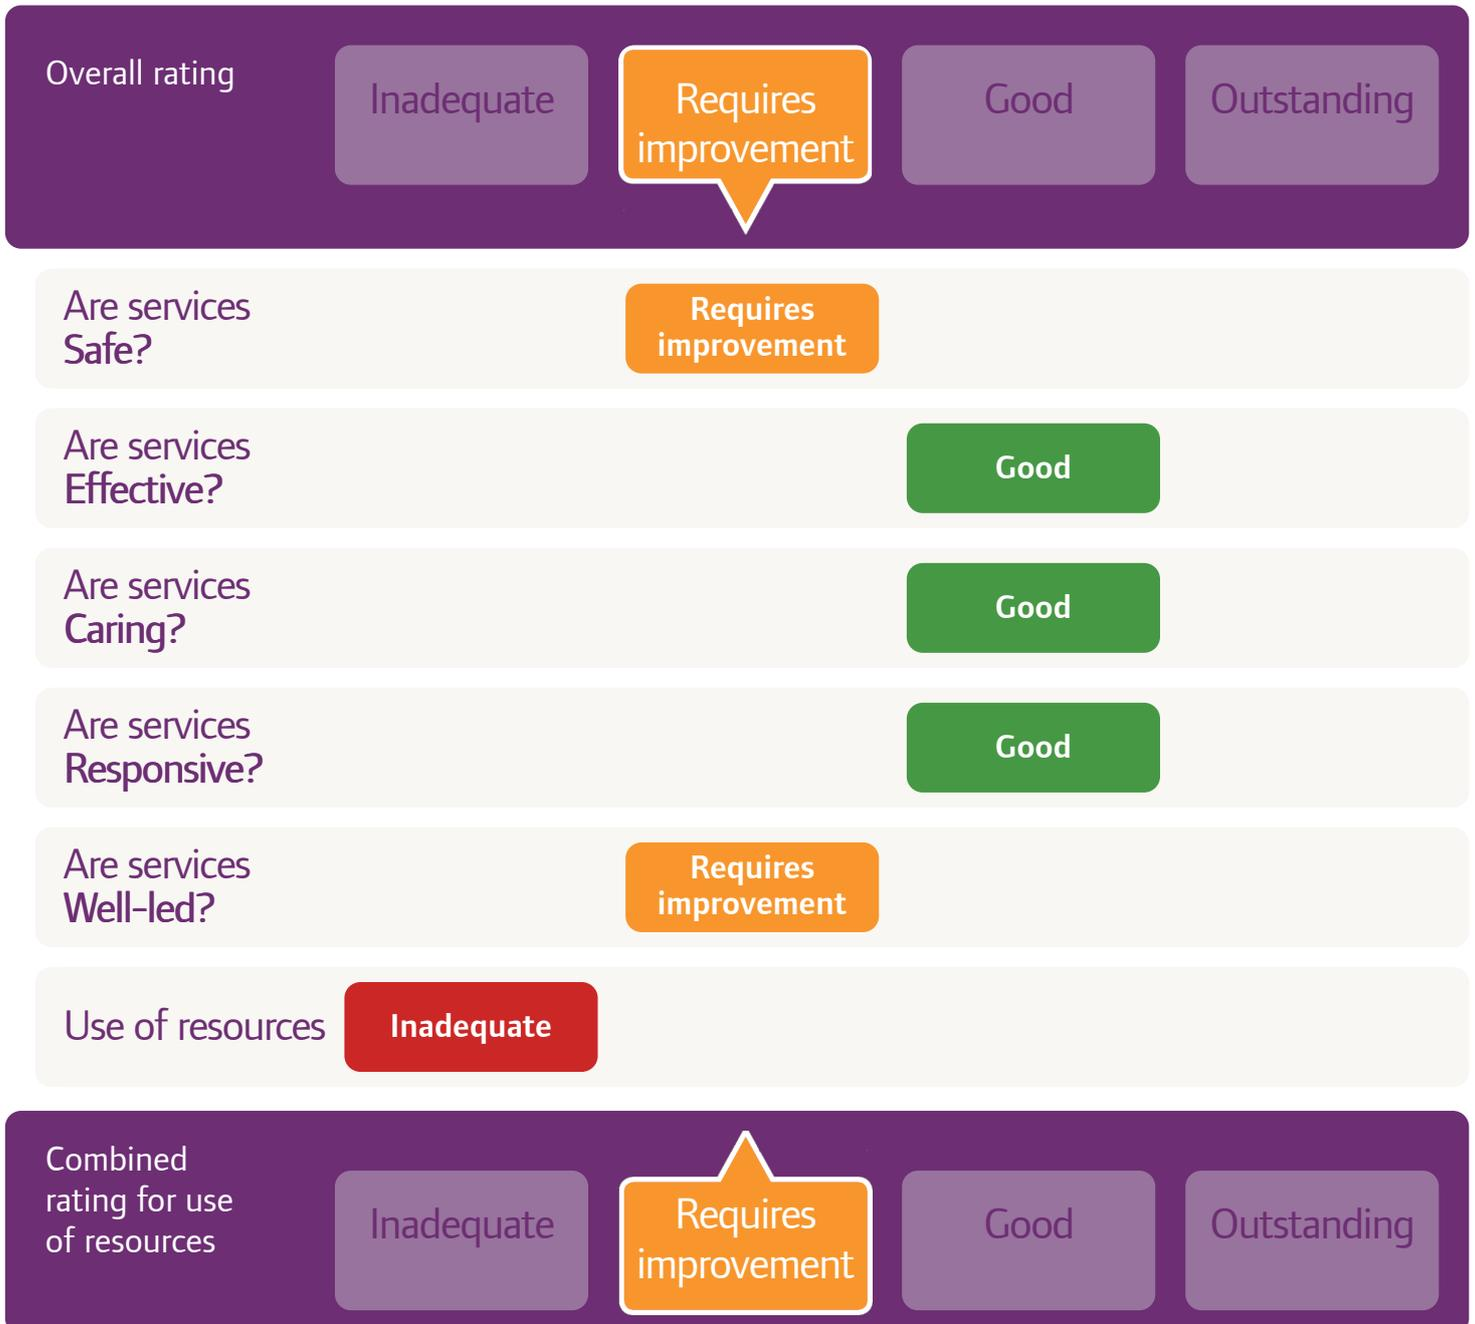 Overall rating
Inadequate
Requires
improvement
Good
Outstanding
Are services
Safe?
Requires
improvement
Are services
Effective?
Good
Are services
Caring?
Good
Are services
Responsive?
Good
Are services
Well-led?
Requires
improvement
Use of resources
Inadequate
Combined
rating for use
of resources
Inadequate
Requires
improvement
Good
Outstanding